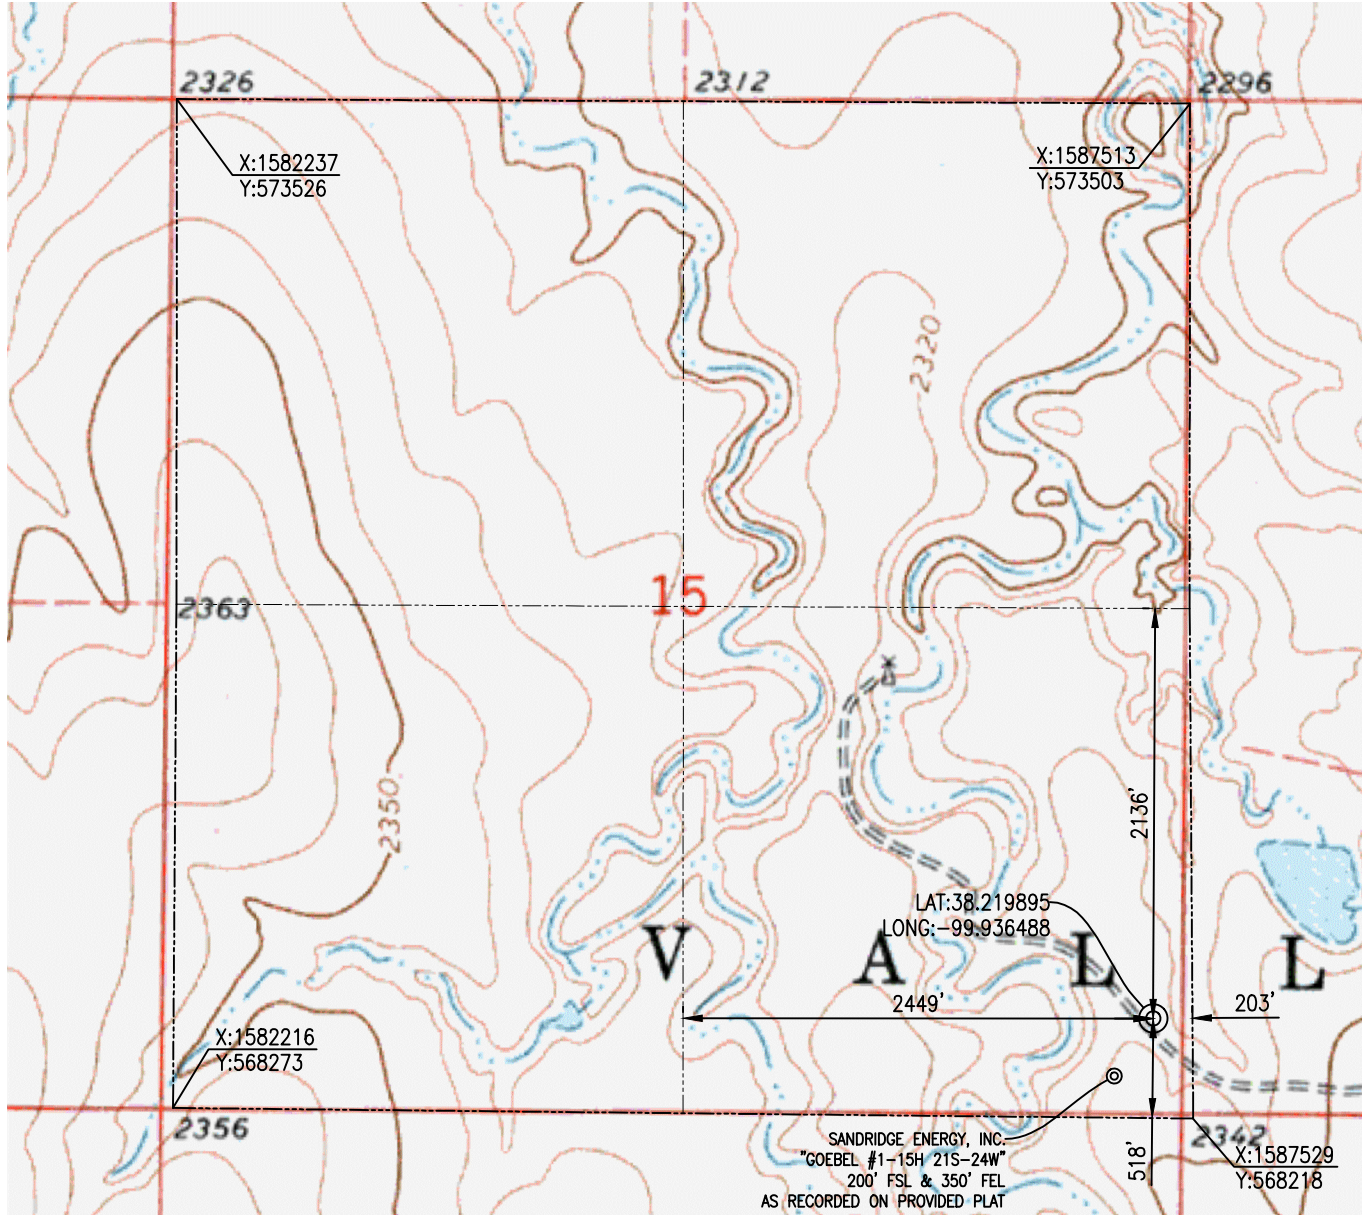 2326
2312
2296
X:1582237
Y:573526
X:1587513
Y:573503
2320
15
2363
2350
2136'
LAT:38.219895
LONG:-99.936488
V A L L
2449'
203'
X:1582216
Y:568273
2356
SANDRIDGE ENERGY, INC.
"GOEBEL #1-15H 21S-24W"
200' FSL & 350' FEL
AS RECORDED ON PROVIDED PLAT
518'
2342
X:1587529
Y:568218